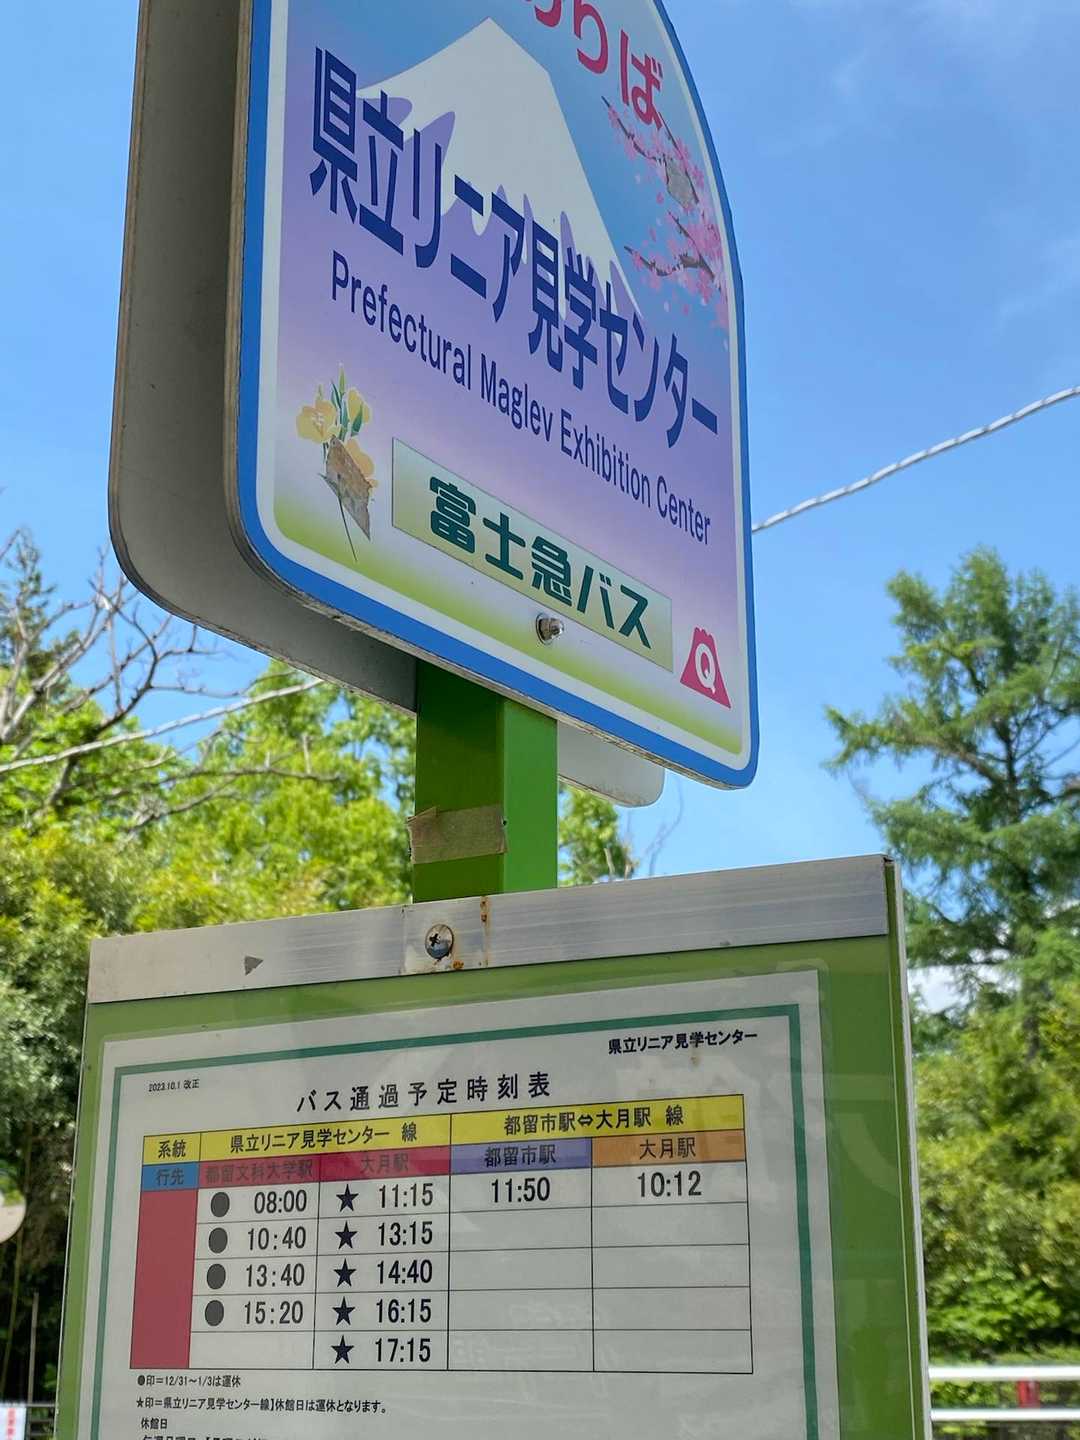 りば
県立リニア見学センター
Prefectural Maglev Exhibition Center
富士急バス
Q
県立リニア見学センター
2023.10.1 改正
バス通過予定時刻表
系統 県立リニア見学センター 線 都留市駅⇔大月駅 線
行先 都留文科大学駅 大月駅 都留市駅 大月駅
● 08:00 ★ 11:15 11:50 10:12
● 10:40 ★ 13:15
● 13:40 ★ 14:40
● 15:20 ★ 16:15
★ 17:15
●印=12/31～1/3は運休
★印=県立リニア見学センター線】休館日は運休となります。
休館日